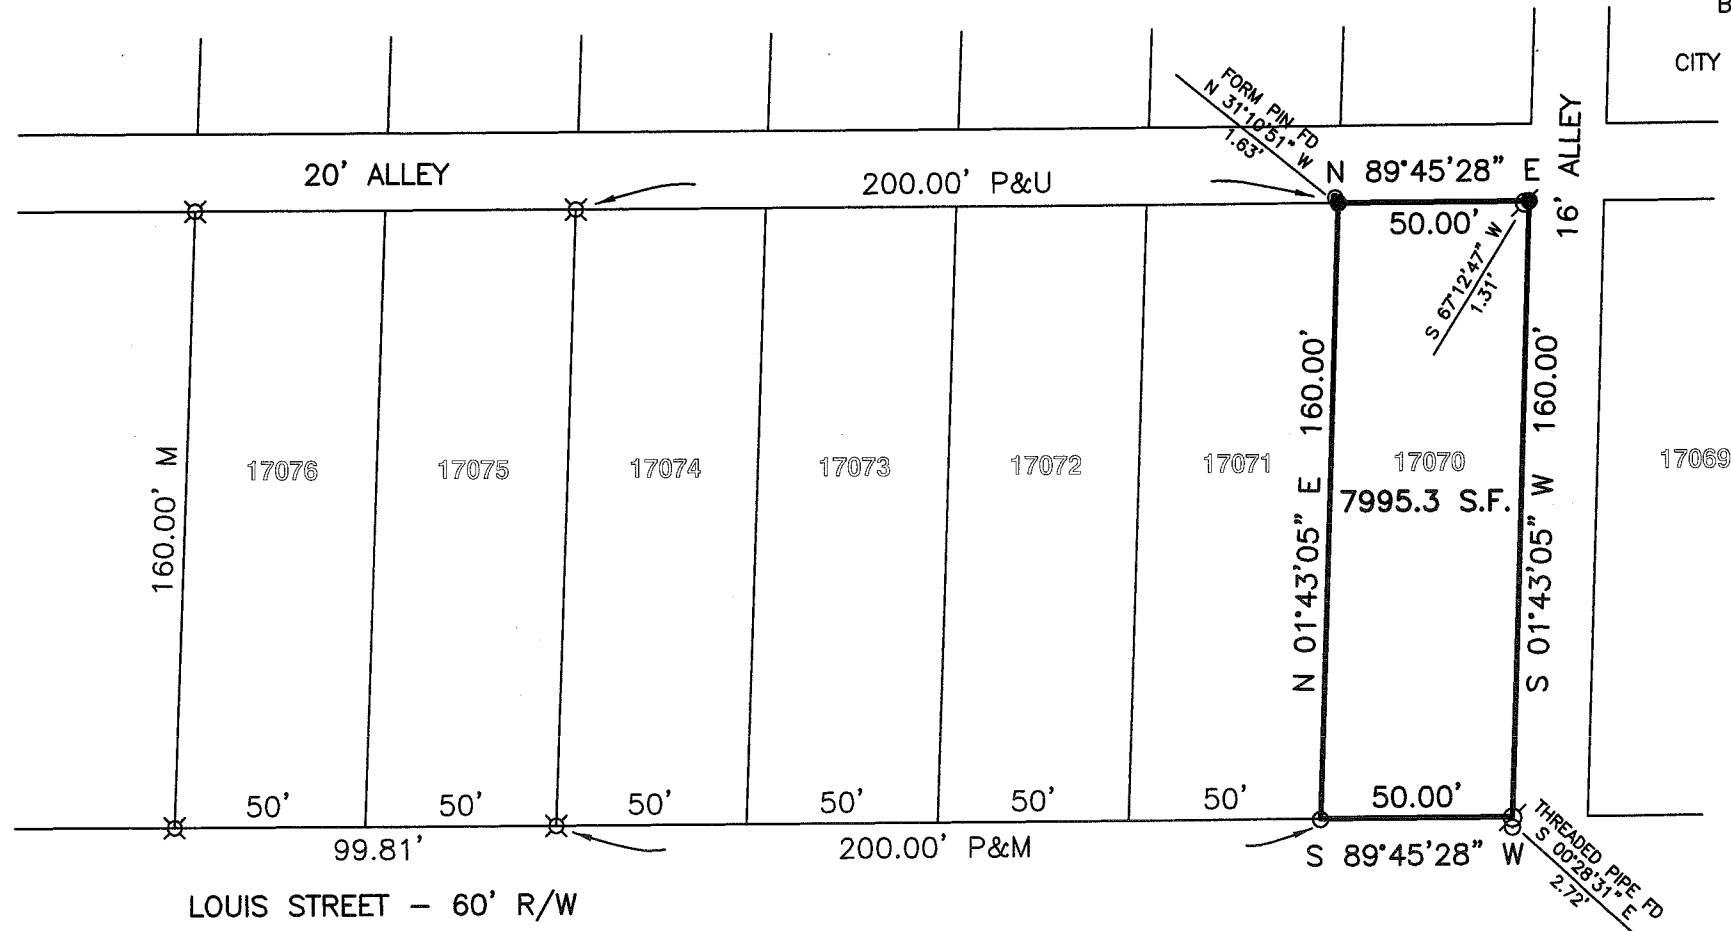 B
CITY
FORM PIN FD
N 31°10'51" W
1.63'
20' ALLEY
200.00' P&U
N 89°45'28" E
50.00'
16' ALLEY
S 67°12'47" W
1.31'
160.00' M
17076
17075
17074
17073
17072
17071
17070
17069
7995.3 S.F.
N 01°43'05" E 160.00'
S 01°43'05" W 160.00'
50'
50'
50'
50'
50'
50'
50.00'
99.81'
200.00' P&M
S 89°45'28" W
THREADED PIPE FD
S 00°28'31" E
2.72'
LOUIS STREET - 60' R/W